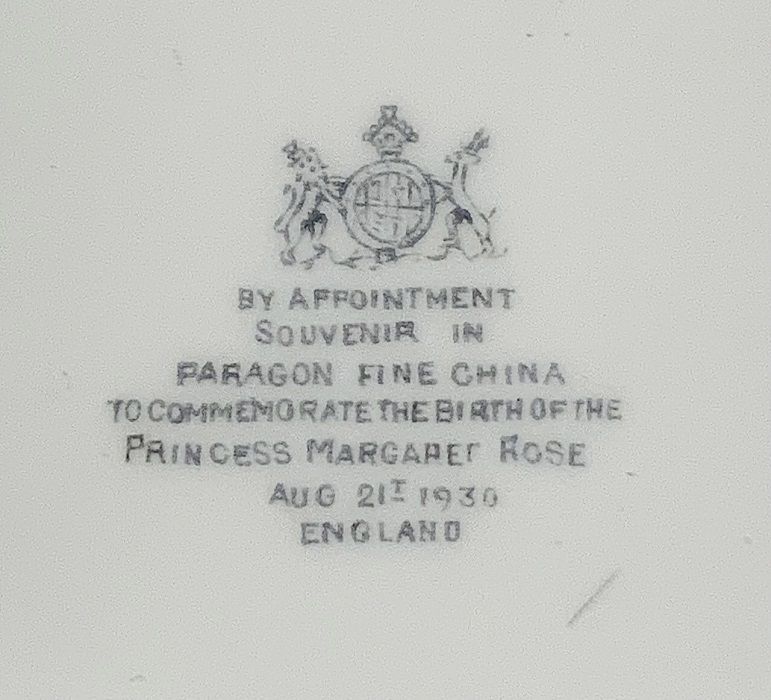 BY APPOINTMENT
SOUVENIR IN
PARAGON FINE CHINA
TO COMMEMORATE THE BIRTH OF THE
PRINCESS MARGARET ROSE
AUG 21T 1930
ENGLAND